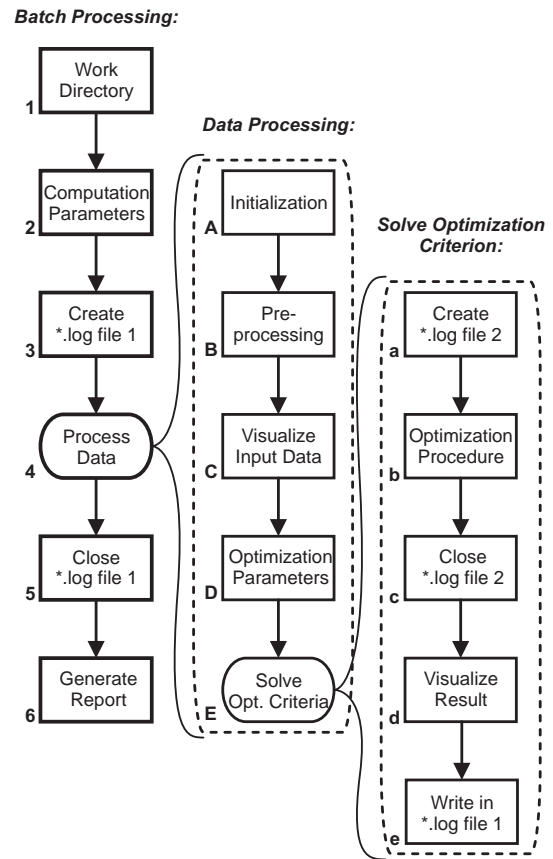 Batch Processing:
Work
Directory
1
Computation
Parameters
2
Create
*.log file 1
3
Process
Data
4
Close
*.log file 1
5
Generate
Report
6
Data Processing:
Initialization
A
Pre-
processing
B
Visualize
Input Data
C
Optimization
Parameters
D
Solve
Opt. Criteria
E
Solve Optimization
Criterion:
Create
*.log file 2
a
Optimization
Procedure
b
Close
*.log file 2
c
Visualize
Result
d
Write in
*.log file 1
e